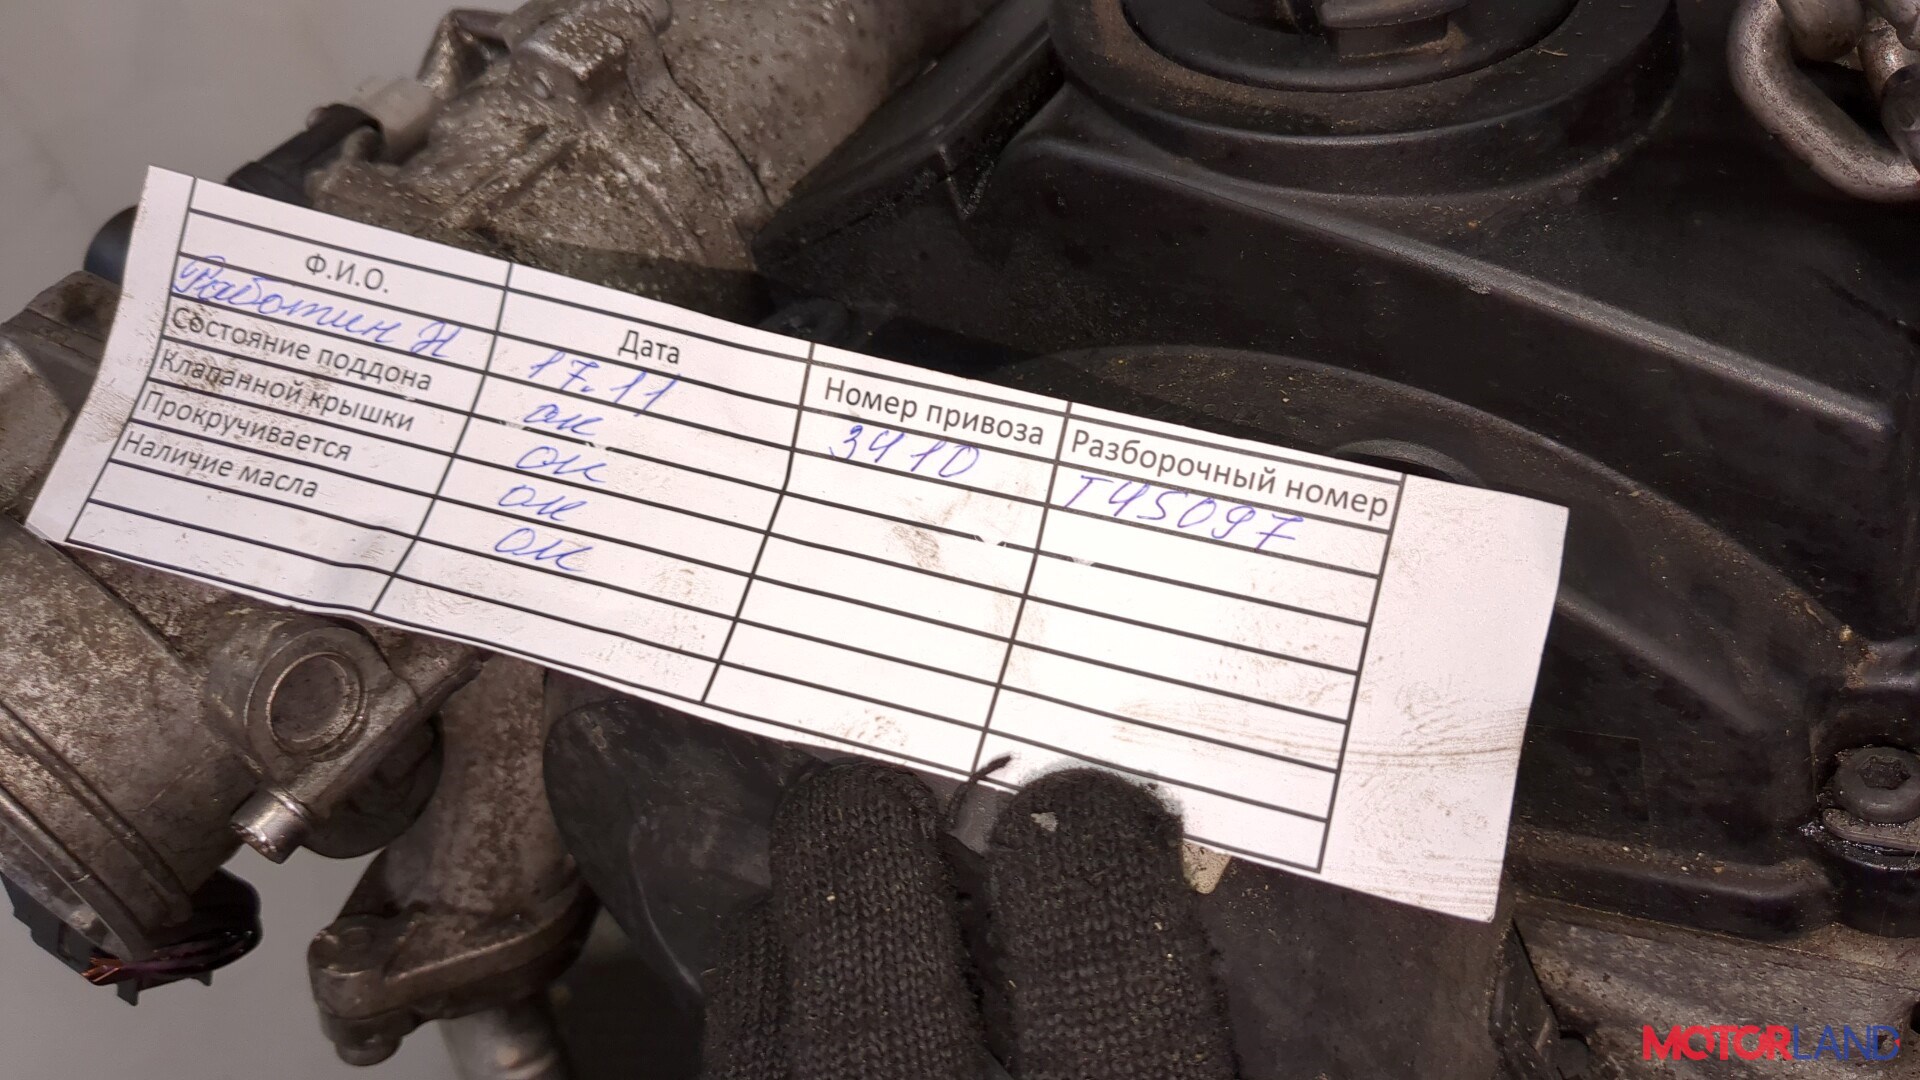 Ф.И.О. Дата Номер привоза Разборочный номер
Работин Н 17.11 3410 T45097
Состояние поддона ок
Клапанной крышки ок
Прокручивается ок
Наличие масла ок
MOTORLAND